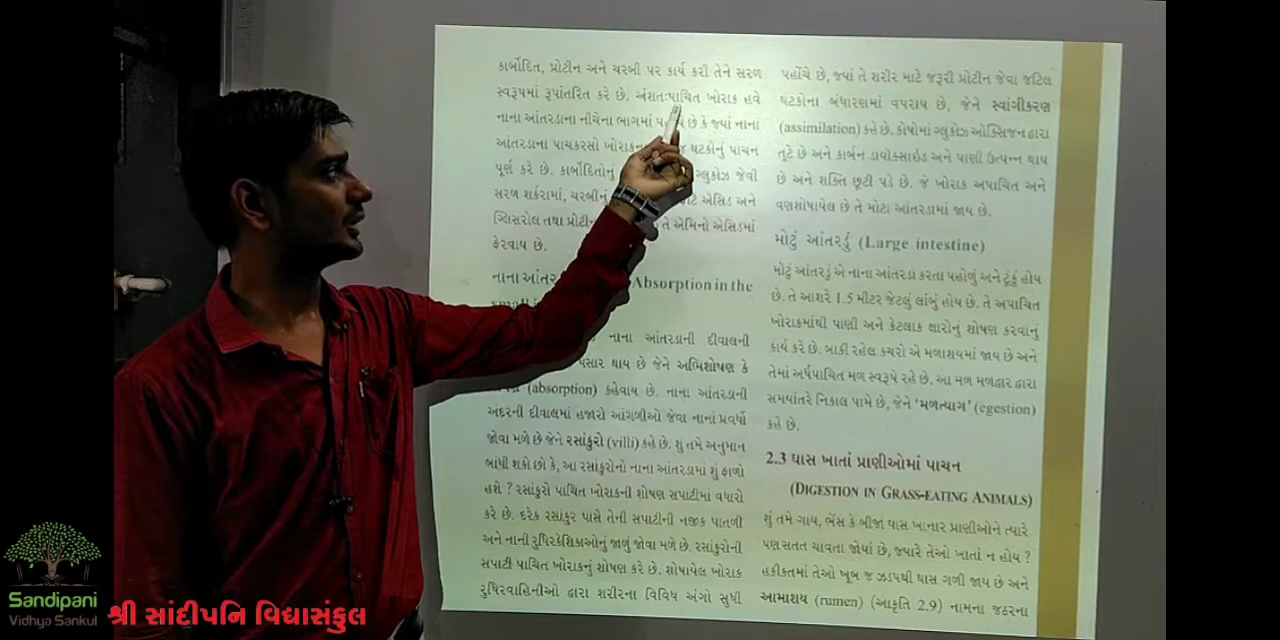 કાર્બોદિત, પ્રોટીન અને ચરબી પર કાર્ય કરી તેને સરળ
સ્વરૂપમાં રૂપાંતરિત કરે છે. અંશતઃપાચિત ખોરાક હવે
નાના આંતરડાના નીચેના ભાગમાં છે કે જ્યાં નાના
આંતરડાના પાચકરસો ઘટકોનું પાચન
પૂર્ણ કરે છે. કાર્બોદિતોનું ગ્લુકોઝ જેવી
સરળ શર્કરામાં, ચરબીનું એસિડ અને
ગ્લિસરોલ તથા તે એમિનો એસિડમાં
ફેરવાય છે.
નાના Absorption in the
નાના આંતરડાની દીવાલની
પસાર થાય છે જેને અભિશોષણ કે
(absorption) કહેવાય છે. નાના આંતરડાની
અંદરની દીવાલમાં હજારો આંગળીઓ જેવા નાનાં પ્રવર્ધો
જોવા મળે છે જેને રસાંકુરો (villi) કહે છે. શું તમે અનુમાન
બાંધી શકો છો કે, આ રસાંકુરોનો નાના આંતરડામાં શું ફાળો
હશે ? રસાંકુરો પાચિત ખોરાકની શોષણ સપાટીમાં વધારો
કરે છે. દરેક રસાંકુર પાસે તેની સપાટીની નજીક પાતળી
અને નાની રુધિરકેશિકાઓનું જાળું જોવા મળે છે. રસાંકુરોની
સપાટી પાચિત ખોરાકનું શોષણ કરે છે. શોષાયેલ ખોરાક
રુધિરવાહિનીઓ દ્વારા શરીરના વિવિધ અંગો સુધી
પહોંચે છે, જ્યાં તે શરીર માટે જરૂરી પ્રોટીન જેવા જટિલ
ઘટકોના બંધારણમાં વપરાય છે. જેને સ્વાંગીકરણ
(assimilation) કહે છે. કોષોમાં ગ્લુકોઝ ઓક્સિજન દ્વારા
તૂટે છે અને કાર્બન ડાયોક્સાઇડ અને પાણી ઉત્પન્ન થાય
છે અને શક્તિ છૂટી પડે છે. જે ખોરાક અપાચિત અને
વણશોષાયેલ છે તે મોટા આંતરડામાં જાય છે.
મોટું આંતરડું (Large intestine)
મોટું આંતરડું એ નાના આંતરડા કરતા પહોળું અને ટૂંકું હોય
છે. તે આશરે 1.5 મીટર જેટલું લાંબું હોય છે. તે અપાચિત
ખોરાકમાંથી પાણી અને કેટલાક ક્ષારોનું શોષણ કરવાનું
કાર્ય કરે છે. બાકી રહેલ કચરો એ મળાશયમાં જાય છે અને
તેમાં અર્ધપાચિત મળ સ્વરૂપે રહે છે. આ મળ મળદ્વાર દ્વારા
સમયાંતરે નિકાલ પામે છે, જેને 'મળત્યાગ' (egestion)
કહે છે.
2.3 ઘાસ ખાતાં પ્રાણીઓમાં પાચન
(DIGESTION IN GRASS-EATING ANIMALS)
શું તમે ગાય, ભેંસ કે બીજાં ઘાસ ખાનાર પ્રાણીઓને ત્યારે
પણ સતત ચાવતા જોયાં છે, જ્યારે તેઓ ખાતાં ન હોય ?
હકીકતમાં તેઓ ખૂબ જ ઝડપથી ઘાસ ગળી જાય છે અને
આમાશય (rumen) (આકૃતિ 2.9) નામના જઠરના
Sandipani
Vidhya Sankul
શ્રી સાંદીપનિ વિદ્યાસંકુલ